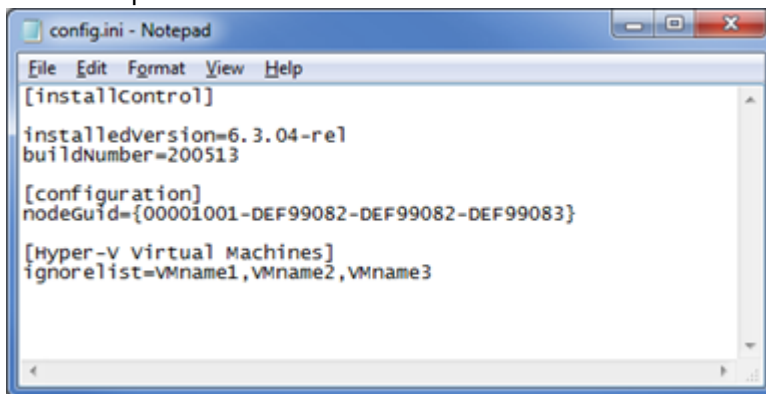 config.ini - Notepad
File Edit Format View Help
[installControl]
installedVersion=6.3.04-rel
buildNumber=200513
[configuration]
nodeGuid={00001001-DEF99082-DEF99082-DEF99083}
[Hyper-V Virtual Machines]
ignorelist=VMname1,VMname2,VMname3